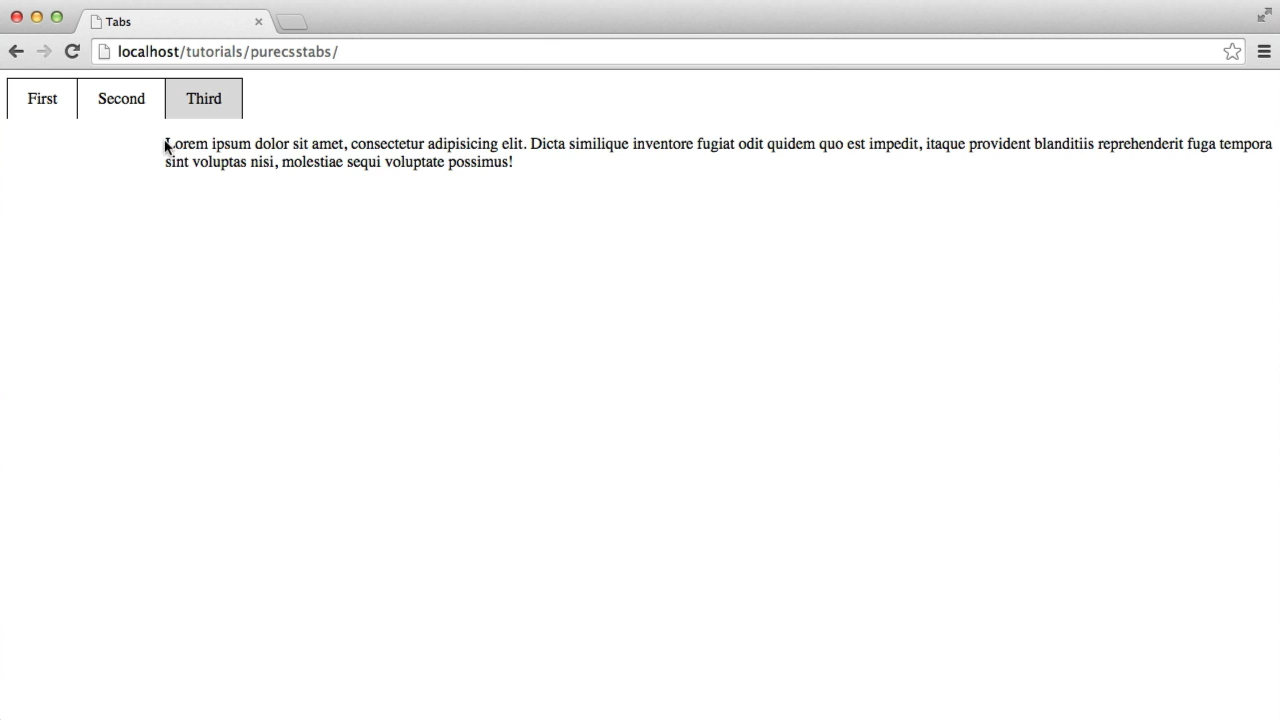 Tabs
localhost/tutorials/purecsstabs/
First Second Third
Lorem ipsum dolor sit amet, consectetur adipisicing elit. Dicta similique inventore fugiat odit quidem quo est impedit, itaque provident blanditiis reprehenderit fuga tempora
sint voluptas nisi, molestiae sequi voluptate possimus!